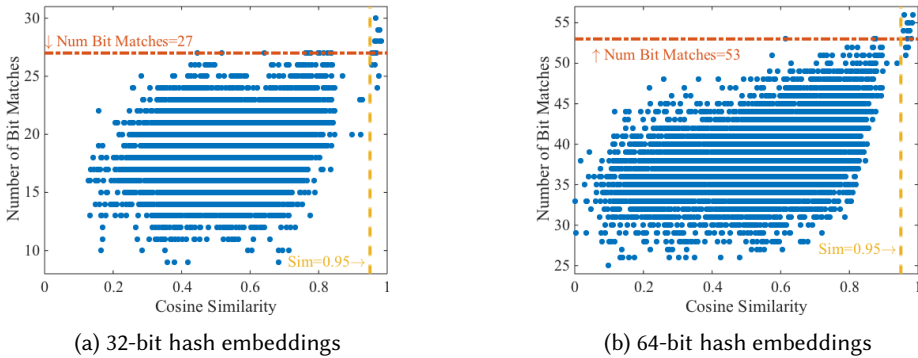 30
↓ Num Bit Matches=27
25
20
15
10
Number of Bit Matches
Sim=0.95→
0 0.2 0.4 0.6 0.8 1
Cosine Similarity
(a) 32-bit hash embeddings
55
↑ Num Bit Matches=53
50
45
40
35
30
25
Number of Bit Matches
Sim=0.95→
0 0.2 0.4 0.6 0.8 1
Cosine Similarity
(b) 64-bit hash embeddings